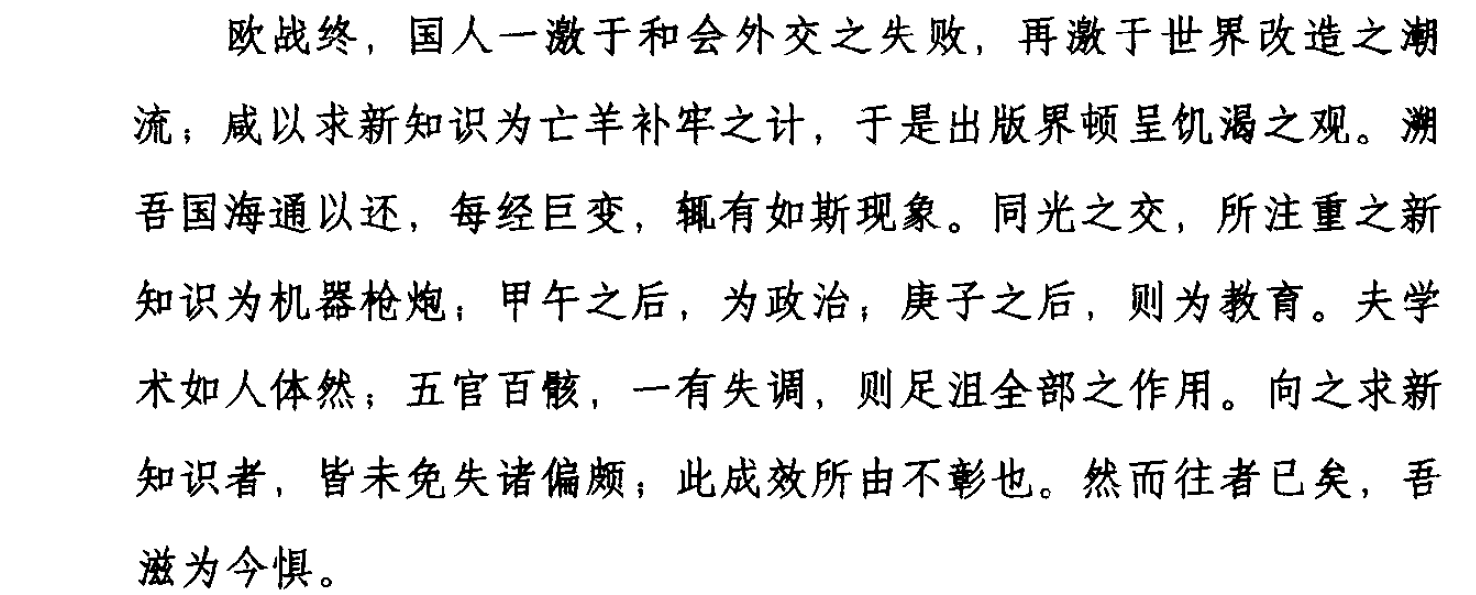 欧战终，国人一激于和会外交之失败，再激于世界改造之潮
流；咸以求新知识为亡羊补牢之计，于是出版界顿呈饥渴之观。溯
吾国海通以还，每经巨变，辄有如斯现象。同光之交，所注重之新
知识为机器枪炮；甲午之后，为政治；庚子之后，则为教育。夫学
术如人体然；五官百骸，一有失调，则足沮全部之作用。向之求新
知识者，皆未免失诸偏颇；此成效所由不彰也。然而往者已矣，吾
滋为今惧。